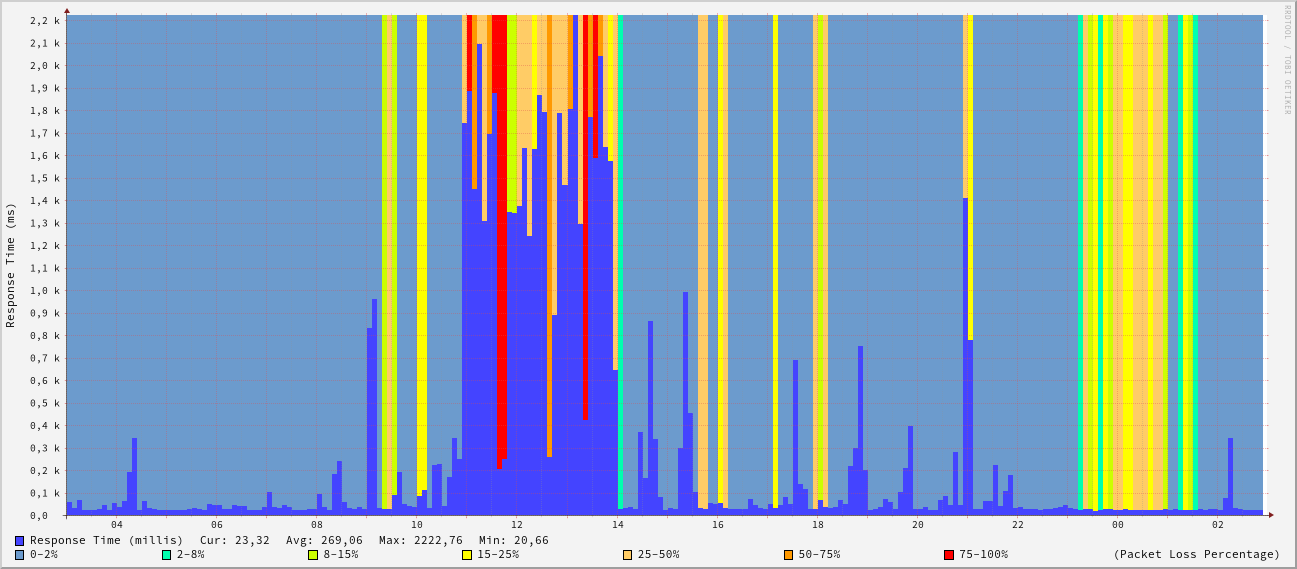 RRDTOOL / TOBI OETIKER
Response Time (ms)
2,2 k
2,1 k
2,0 k
1,9 k
1,8 k
1,7 k
1,6 k
1,5 k
1,4 k
1,3 k
1,2 k
1,1 k
1,0 k
0,9 k
0,8 k
0,7 k
0,6 k
0,5 k
0,4 k
0,3 k
0,2 k
0,1 k
0,0
04 06 08 10 12 14 16 18 20 22 00 02
Response Time (millis) Cur: 23,32 Avg: 269,06 Max: 2222,76 Min: 20,66
0-2% 2-8% 8-15% 15-25% 25-50% 50-75% 75-100% (Packet Loss Percentage)